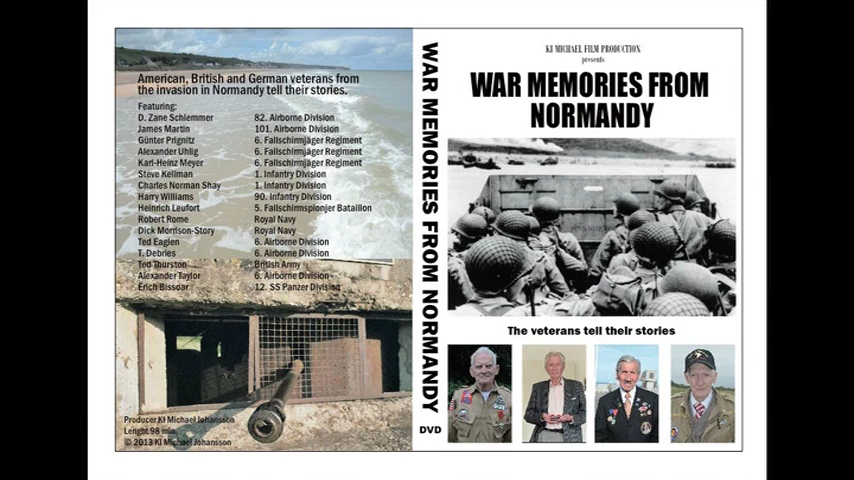 American, British and German veterans from
the invasion in Normandy tell their stories.
Featuring:
D. Zane Schlemmer 82. Airborne Division
James Martin 101. Airborne Division
Günter Prignitz 6. Fallschirmjäger Regiment
Alexander Uhlig 6. Fallschirmjäger Regiment
Karl-Heinz Meyer 6. Fallschirmjäger Regiment
Steve Kellman 1. Infantry Division
Charles Norman Shay 1. Infantry Division
Harry Williams 90. Infantry Division
Heinrich Leufort 5. Fallschirmspionjer Bataillon
Robert Rome Royal Navy
Dick Morrison-Story Royal Navy
Ted Eaglen 6. Airborne Division
T. Debries 6. Airborne Division
Ted Thurston British Army
Alexander Taylor 6. Airborne Division
Erich Bissoar 12. SS Panzer Division
Producer KI Michael Johansson
Lenght 98 min.
© 2013 KI Michael Johansson
WAR MEMORIES FROM NORMANDY
DVD
KI MICHAEL FILM PRODUCTION
presents
WAR MEMORIES FROM
NORMANDY
The veterans tell their stories